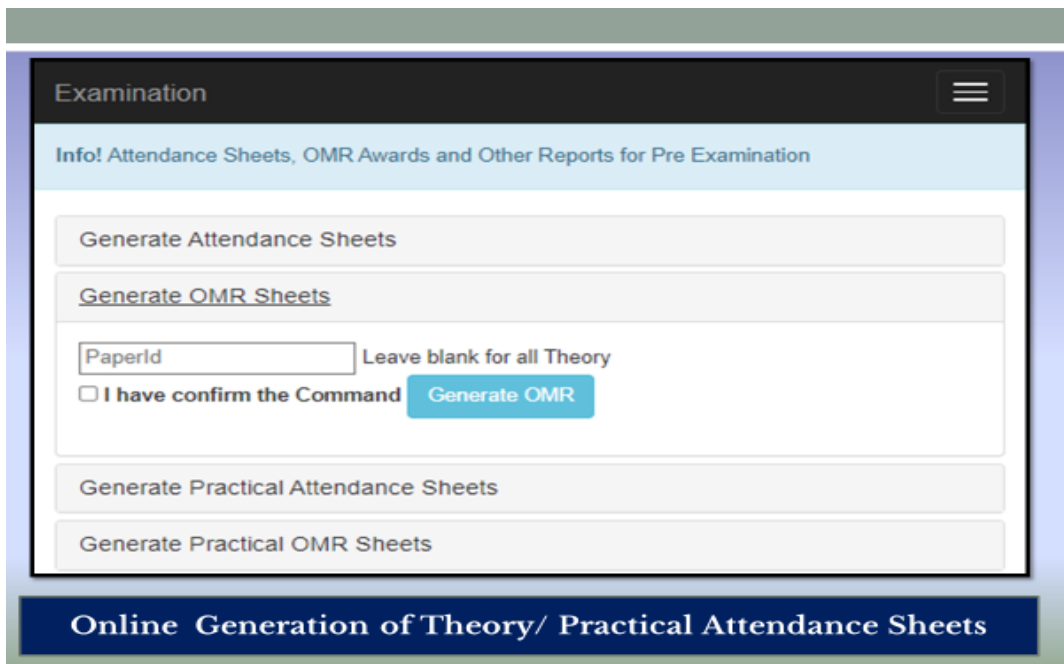 Examination
Info! Attendance Sheets, OMR Awards and Other Reports for Pre Examination
Generate Attendance Sheets
Generate OMR Sheets
PaperId Leave blank for all Theory
I have confirm the Command Generate OMR
Generate Practical Attendance Sheets
Generate Practical OMR Sheets
Online Generation of Theory/ Practical Attendance Sheets